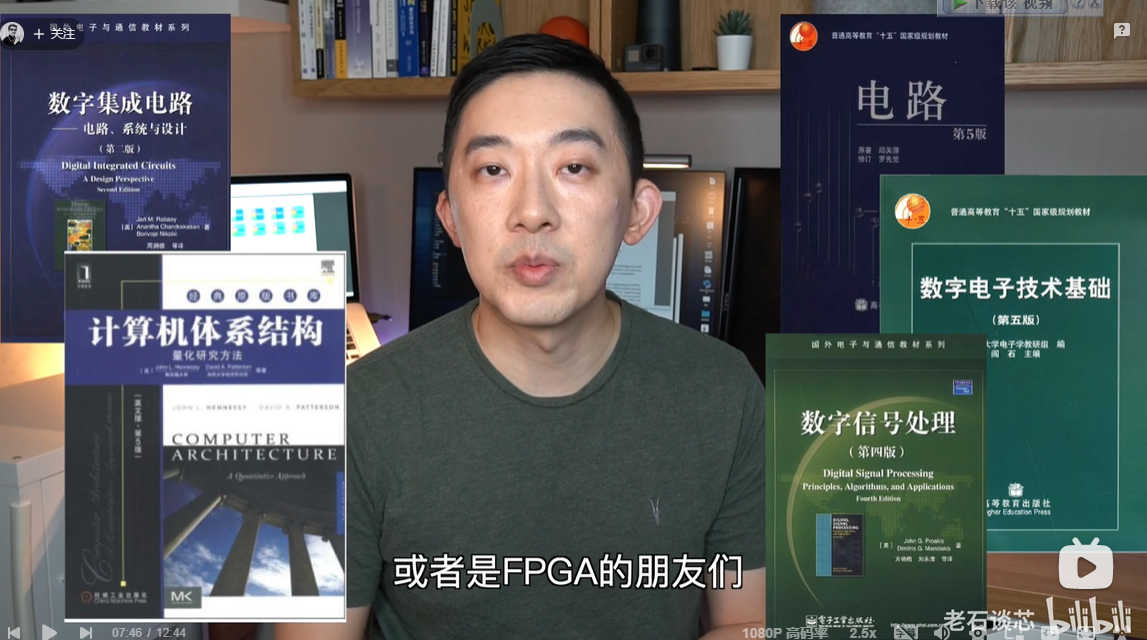 + 关注
国外电子与通信教材系列
数字集成电路
—— 电路、系统与设计
(第二版)
Digital Integrated Circuits
A Design Perspective
Second Edition
Jan M. Rabaey
[美] Anantha Chandrakasan 著
Borivoje Nikolić
周润德 等译
经典原版书库
计算机体系结构
量化研究方法
(美) John L. Hennessy David A. Patterson 等著
(英文版·第5版)
JOHN L. HENNESSY DAVID A. PATTERSON
COMPUTER
ARCHITECTURE
A Quantitative Approach
机械工业出版社
China Machine Press
MK
下载该 视频
?
普通高等教育“十五”国家级规划教材
电路
第5版
原著 邱关源
修订 罗先觉
普通高等教育“十五”国家级规划教材
数字电子技术基础
(第五版)
大学电子学教研组 编
阎 石 主编
高等教育出版社
Higher Education Press
国外电子与通信教材系列
数字信号处理
(第四版)
Digital Signal Processing
Principles, Algorithms, and Applications
Fourth Edition
DIGITAL
SIGNAL
PROCESSING
John G. Proakis
[美] Dimitris G. Manolakis 著
方艳梅 刘永清 等译
电子工业出版社
或者是FPGA的朋友们
老石谈芯
bilibili
07:46 / 12:44
1080P 高码率
2.5x